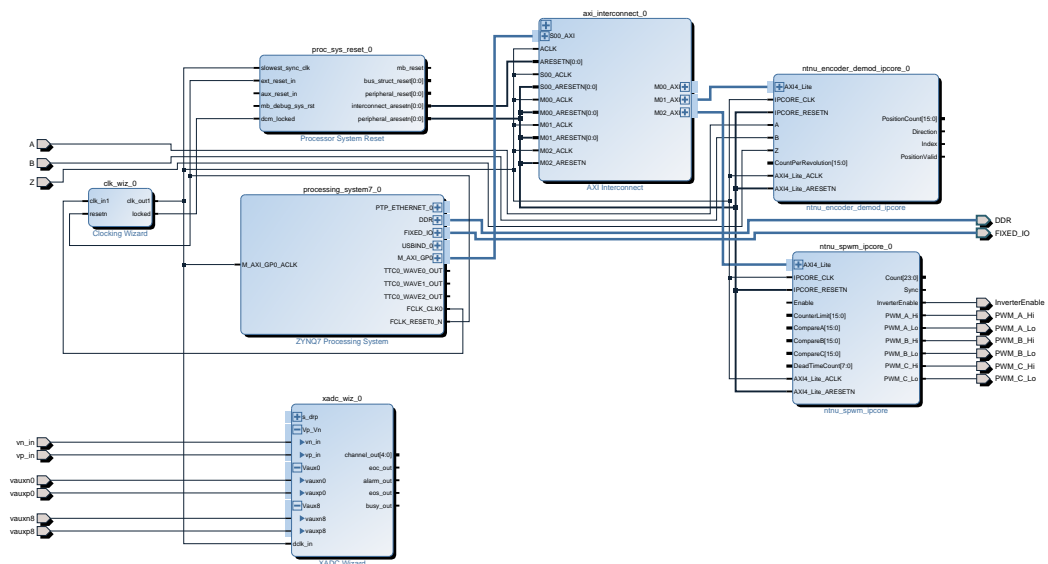 axi_interconnect_0
S00_AXI
ACLK
ARESETN[0:0]
S00_ACLK
S00_ARESETN[0:0]
M00_ACLK
M00_ARESETN[0:0]
M01_ACLK
M01_ARESETN[0:0]
M02_ACLK
M02_ARESETN
M00_AXI
M01_AXI
M02_AXI
AXI Interconnect
proc_sys_reset_0
slowest_sync_clk
ext_reset_in
aux_reset_in
mb_debug_sys_rst
dcm_locked
mb_reset
bus_struct_reset[0:0]
peripheral_reset[0:0]
interconnect_aresetn[0:0]
peripheral_aresetn[0:0]
Processor System Reset
ntnu_encoder_demod_ipcore_0
AXI4_Lite
IPCORE_CLK
IPCORE_RESETN
A
B
Z
CountPerRevolution[15:0]
AXI4_Lite_ACLK
AXI4_Lite_ARESETN
PositionCount[15:0]
Direction
Index
PositionValid
ntnu_encoder_demod_ipcore
A
B
Z
clk_wiz_0
clk_in1
resetn
clk_out1
locked
Clocking Wizard
processing_system7_0
M_AXI_GP0_ACLK
PTP_ETHERNET_0
DDR
FIXED_IO
USBIND_0
M_AXI_GP0
TTC0_WAVE0_OUT
TTC0_WAVE1_OUT
TTC0_WAVE2_OUT
FCLK_CLK0
FCLK_RESET0_N
ZYNQ7 Processing System
DDR
FIXED_IO
ntnu_spwm_ipcore_0
AXI4_Lite
IPCORE_CLK
IPCORE_RESETN
Enable
CounterLimit[15:0]
CompareA[15:0]
CompareB[15:0]
CompareC[15:0]
DeadTimeCount[7:0]
AXI4_Lite_ACLK
AXI4_Lite_ARESETN
Count[23:0]
Sync
InverterEnable
PWM_A_Hi
PWM_A_Lo
PWM_B_Hi
PWM_B_Lo
PWM_C_Hi
PWM_C_Lo
ntnu_spwm_ipcore
InverterEnable
PWM_A_Hi
PWM_A_Lo
PWM_B_Hi
PWM_B_Lo
PWM_C_Hi
PWM_C_Lo
xadc_wiz_0
s_drp
Vp_Vn
vn_in
vp_in
Vaux0
vauxn0
vauxp0
Vaux8
vauxn8
vauxp8
dclk_in
channel_out[4:0]
eoc_out
alarm_out
eos_out
busy_out
XADC Wizard
vn_in
vp_in
vauxn0
vauxp0
vauxn8
vauxp8